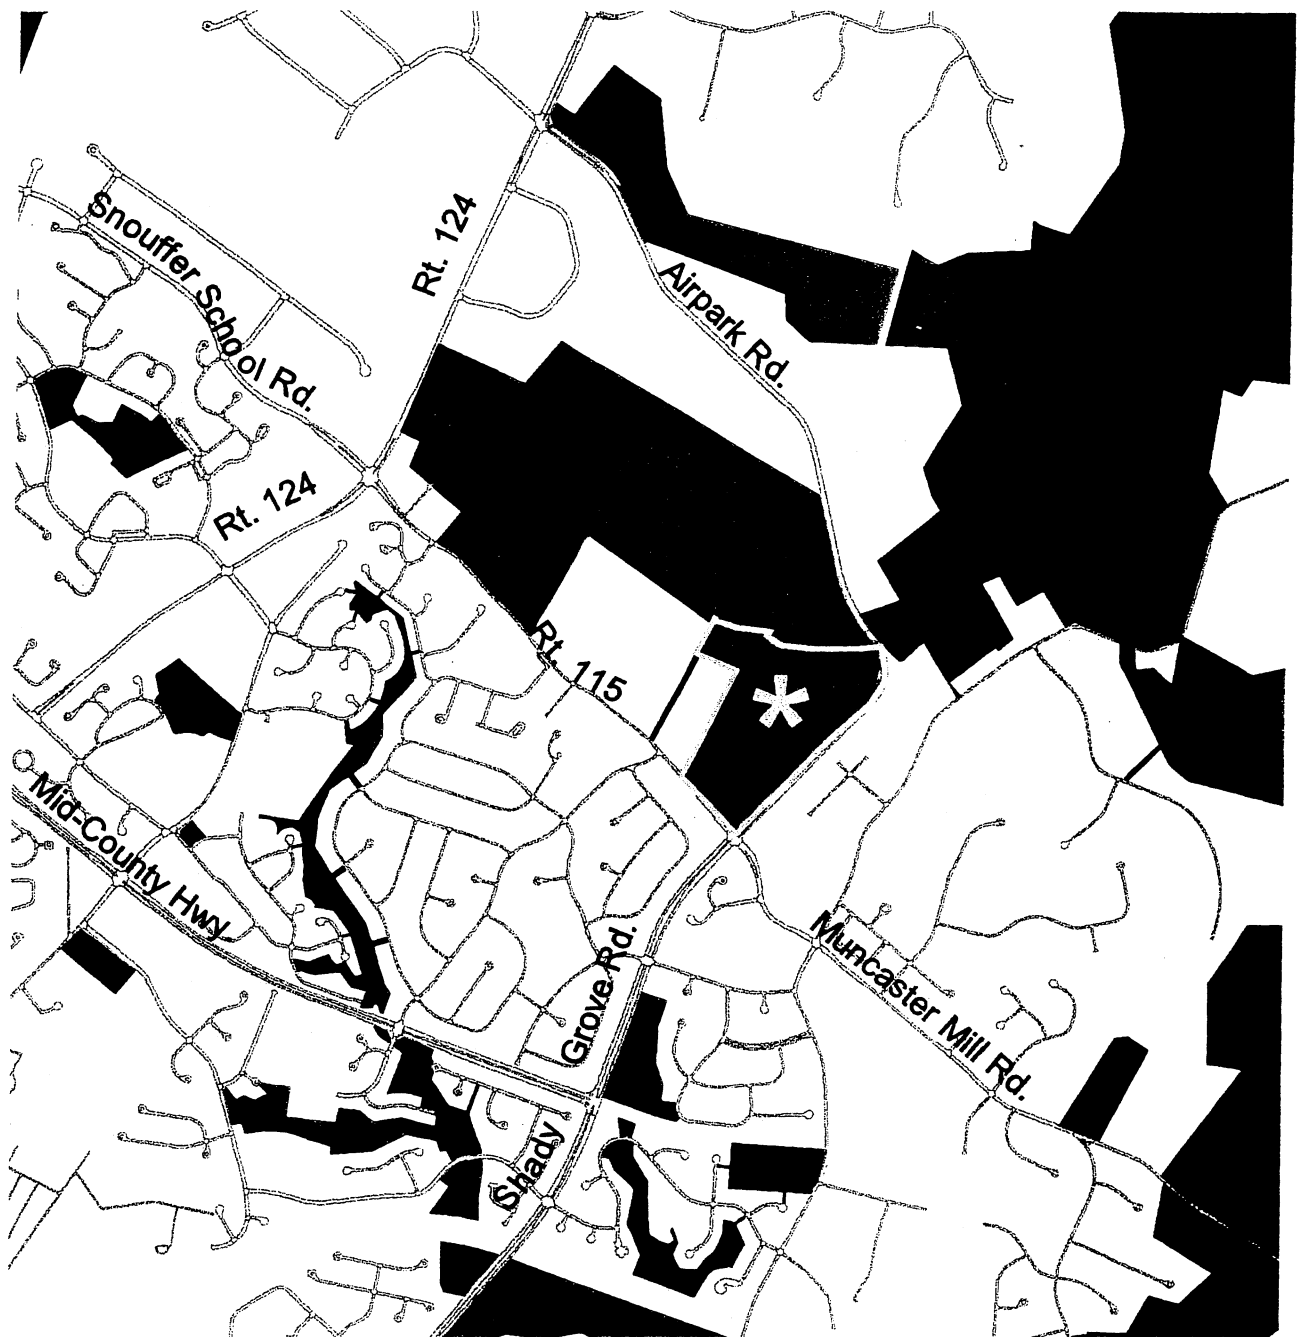 Snouffer School Rd.
Rt. 124
Airpark Rd.
Rt. 124
Rt. 115
Mid-County Hwy
Muncaster Mill Rd.
Shady Grove Rd.